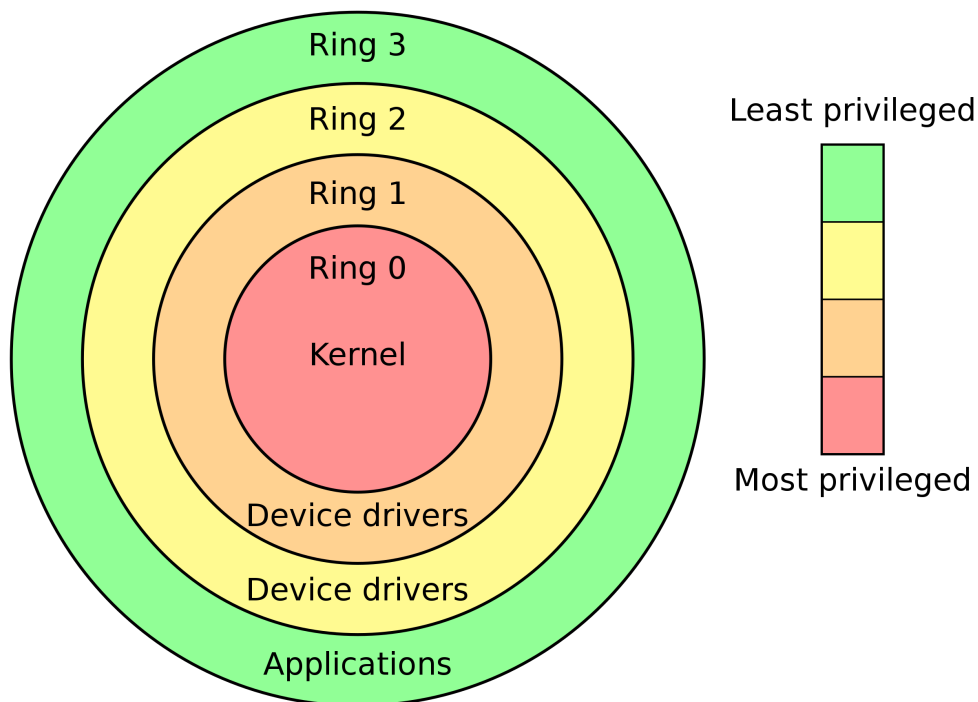 Ring 3
Ring 2
Ring 1
Ring 0
Kernel
Device drivers
Device drivers
Applications
Least privileged
Most privileged